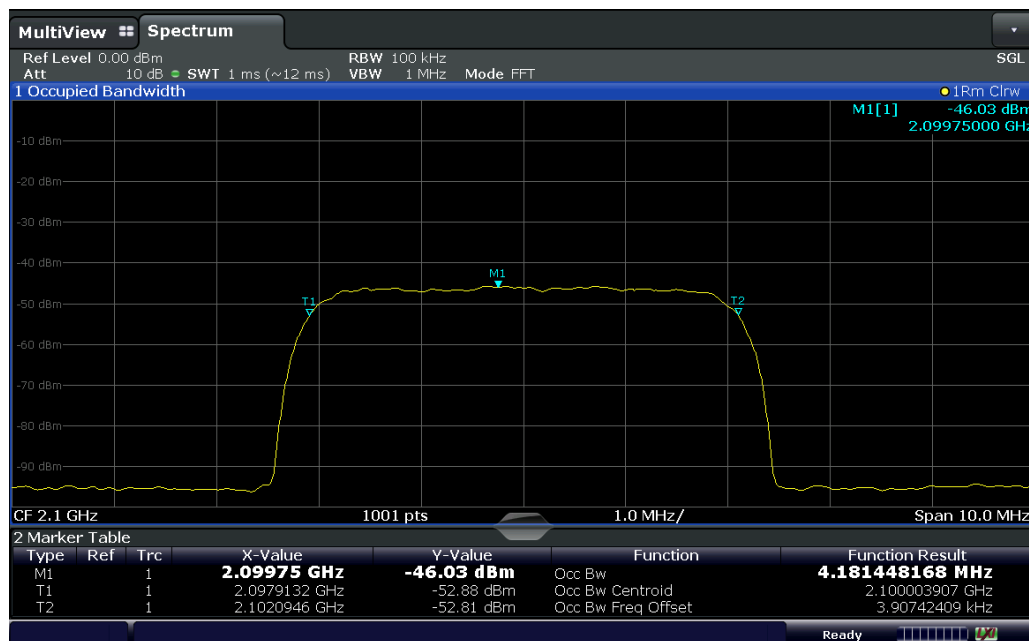 MultiView Spectrum
Ref Level 0.00 dBm RBW 100 kHz SGL
Att 10 dB SWT 1 ms (~12 ms) VBW 1 MHz Mode FFT
1 Occupied Bandwidth 1Rm Clrw
M1[1] -46.03 dBm
2.09975000 GHz
-10 dBm
-20 dBm
-30 dBm
-40 dBm
M1
-50 dBm
T1
T2
-60 dBm
-70 dBm
-80 dBm
-90 dBm
CF 2.1 GHz 1001 pts 1.0 MHz/ Span 10.0 MHz
2 Marker Table
Type Ref Trc X-Value Y-Value Function Function Result
M1 1 2.09975 GHz -46.03 dBm Occ Bw 4.181448168 MHz
T1 1 2.0979132 GHz -52.88 dBm Occ Bw Centroid 2.100003907 GHz
T2 1 2.1020946 GHz -52.81 dBm Occ Bw Freq Offset 3.90742409 kHz
Ready